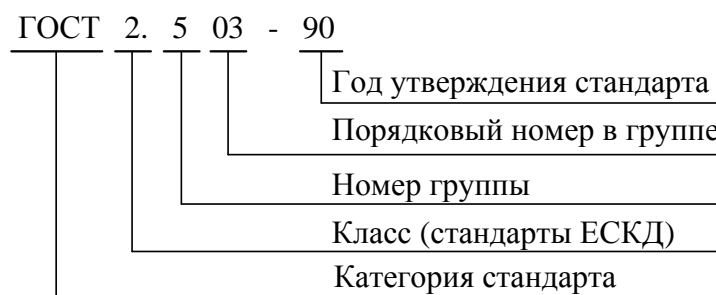 ГОСТ 2. 5 03 - 90
Год утверждения стандарта
Порядковый номер в группе
Номер группы
Класс (стандарты ЕСКД)
Категория стандарта